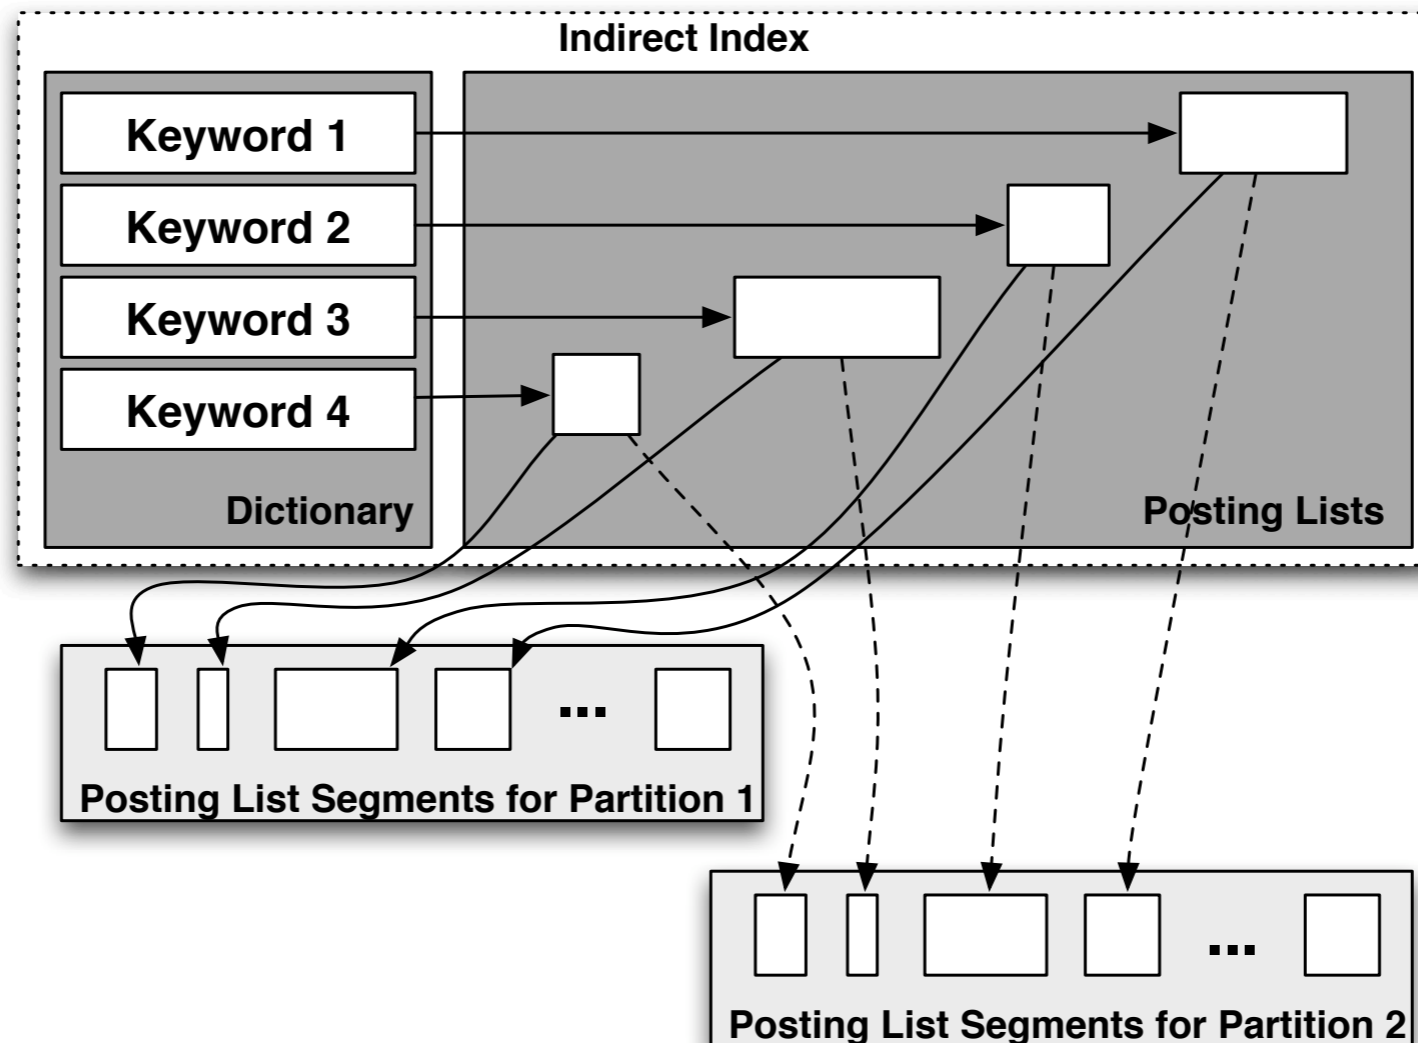 Indirect Index
Keyword 1
Keyword 2
Keyword 3
Keyword 4
Dictionary
Posting Lists
...
Posting List Segments for Partition 1
...
Posting List Segments for Partition 2